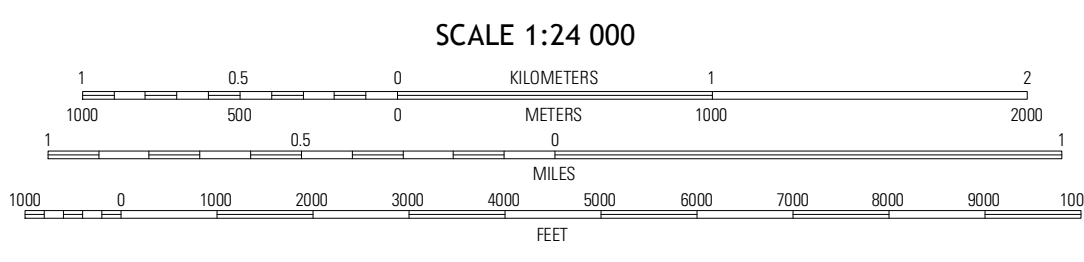 SCALE 1:24 000
1 0.5 0 KILOMETERS 1 2
1000 500 0 METERS 1000 2000
1 0.5 0 1
MILES
1000 0 1000 2000 3000 4000 5000 6000 7000 8000 9000 100
FEET